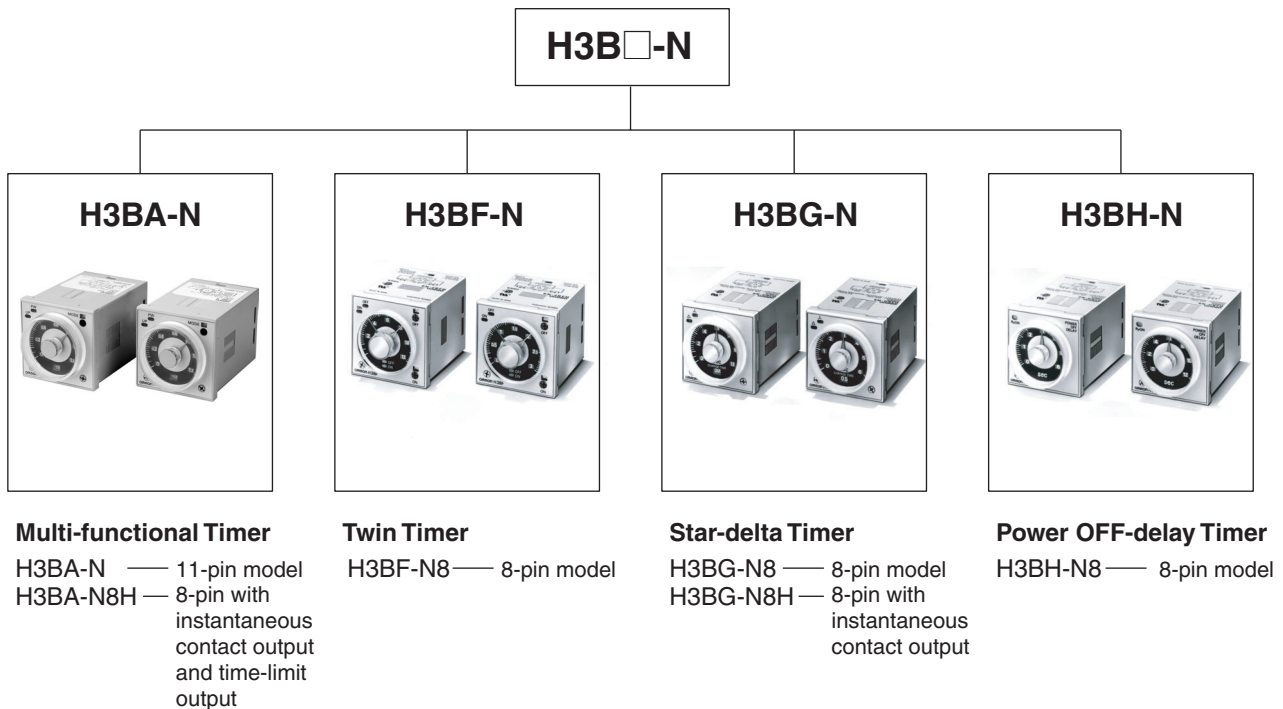 H3B□-N
H3BA-N
H3BF-N
H3BG-N
H3BH-N
Multi-functional Timer
H3BA-N —— 11-pin model
H3BA-N8H — 8-pin with
instantaneous
contact output
and time-limit
output
Twin Timer
H3BF-N8 —— 8-pin model
Star-delta Timer
H3BG-N8 —— 8-pin model
H3BG-N8H — 8-pin with
instantaneous
contact output
Power OFF-delay Timer
H3BH-N8 —— 8-pin model